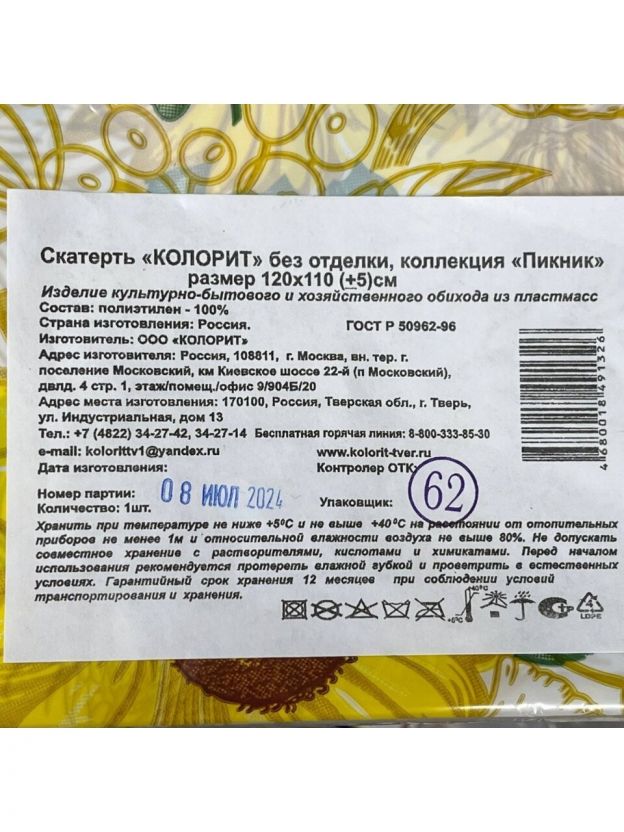 Скатерть «КОЛОРИТ» без отделки, коллекция «Пикник»
размер 120х110 (+5)см
Изделие культурно-бытового и хозяйственного обихода из пластмасс
Состав: полиэтилен - 100%
Страна изготовления: Россия. ГОСТ Р 50962-96
Изготовитель: ООО «КОЛОРИТ»
Адрес изготовителя: Россия, 108811, г. Москва, вн. тер. г.
поселение Московский, км Киевское шоссе 22-й (п Московский),
двлд. 4 стр. 1, этаж/помещ./офис 9/904Б/20
Адрес места изготовления: 170100, Россия, Тверская обл., г. Тверь,
ул. Индустриальная, дом 13
Тел.: +7 (4822) 34-27-42, 34-27-14 Бесплатная горячая линия: 8-800-333-85-30
e-mail: kolorittv1@yandex.ru www.kolorit-tver.ru
Дата изготовления: Контролер ОТК:
08 ИЮЛ 2024
62
Номер партии: Упаковщик:
Количество: 1шт.
Хранить при температуре не ниже +5°С и не выше +40°С на расстоянии от отопительных
приборов не менее 1м и относительной влажности воздуха не выше 80%. Не допускать
совместное хранение с растворителями, кислотами и химикатами. Перед началом
использования рекомендуется протереть влажной губкой и проветрить в естественных
условиях. Гарантийный срок хранения 12 месяцев при соблюдении условий
транспортирования и хранения.
+5°С +40°С
4
LDPE
4680018491326